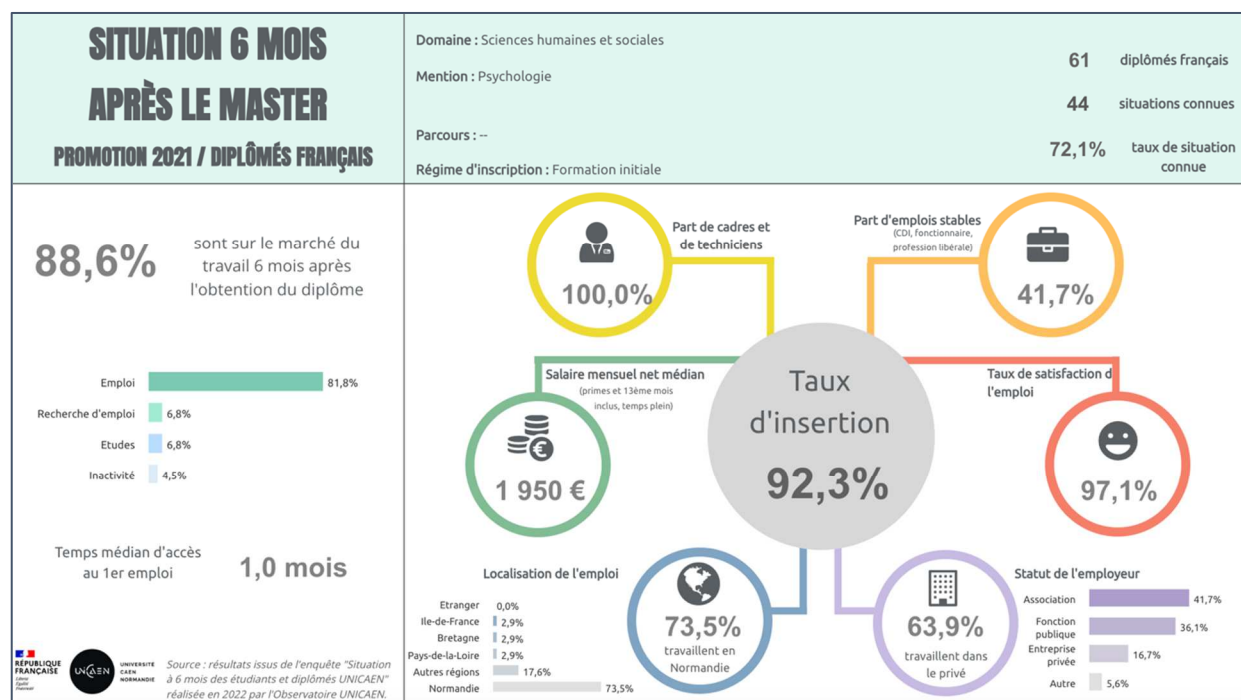 SITUATION 6 MOIS
APRÈS LE MASTER
PROMOTION 2021 / DIPLÔMÉS FRANÇAIS
Domaine : Sciences humaines et sociales
Mention : Psychologie
Parcours : --
Régime d'inscription : Formation initiale
61 diplômés français
44 situations connues
72,1% taux de situation
connue
88,6%
sont sur le marché du
travail 6 mois après
l'obtention du diplôme
Emploi 81,8%
Recherche d'emploi 6,8%
Etudes 6,8%
Inactivité 4,5%
Temps médian d'accès
au 1er emploi
1,0 mois
RÉPUBLIQUE
FRANÇAISE
Liberté
Égalité
Fraternité
UNICAEN
UNIVERSITE
CAEN
NORMANDIE
Source : résultats issus de l'enquête "Situation
à 6 mois des étudiants et diplômés UNICAEN"
réalisée en 2022 par l'Observatoire UNICAEN.
Part de cadres et
de techniciens
100,0%
Part d'emplois stables
(CDI, fonctionnaire,
profession libérale)
41,7%
Salaire mensuel net médian
(primes et 13ème mois
inclus, temps plein)
1 950 €
Taux
d'insertion
92,3%
Taux de satisfaction d
l'emploi
97,1%
Localisation de l'emploi
Etranger 0,0%
Ile-de-France 2,9%
Bretagne 2,9%
Pays-de-la-Loire 2,9%
Autres régions 17,6%
Normandie 73,5%
73,5%
travaillent en
Normandie
63,9%
travaillent dans
le privé
Statut de l'employeur
Association 41,7%
Fonction
publique 36,1%
Entreprise
privée 16,7%
Autre 5,6%